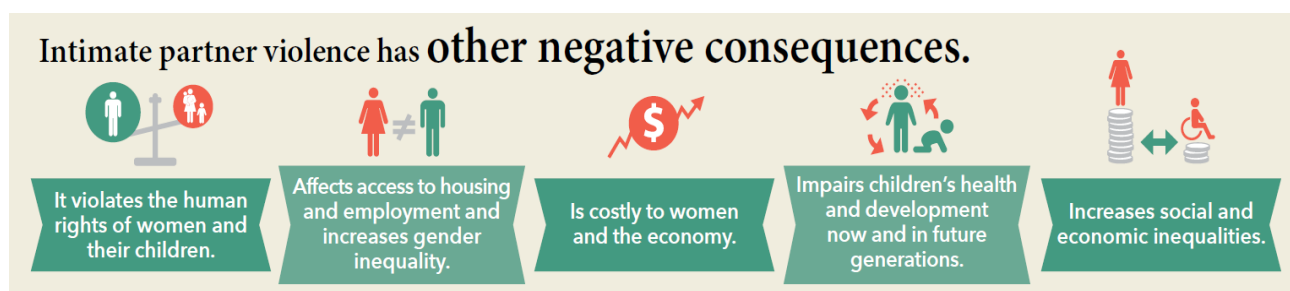 Intimate partner violence has other negative consequences.
$
≠
It violates the human
rights of women and
their children.
Affects access to housing
and employment and
increases gender
inequality.
Is costly to women
and the economy.
Impairs children's health
and development
now and in future
generations.
Increases social and
economic inequalities.